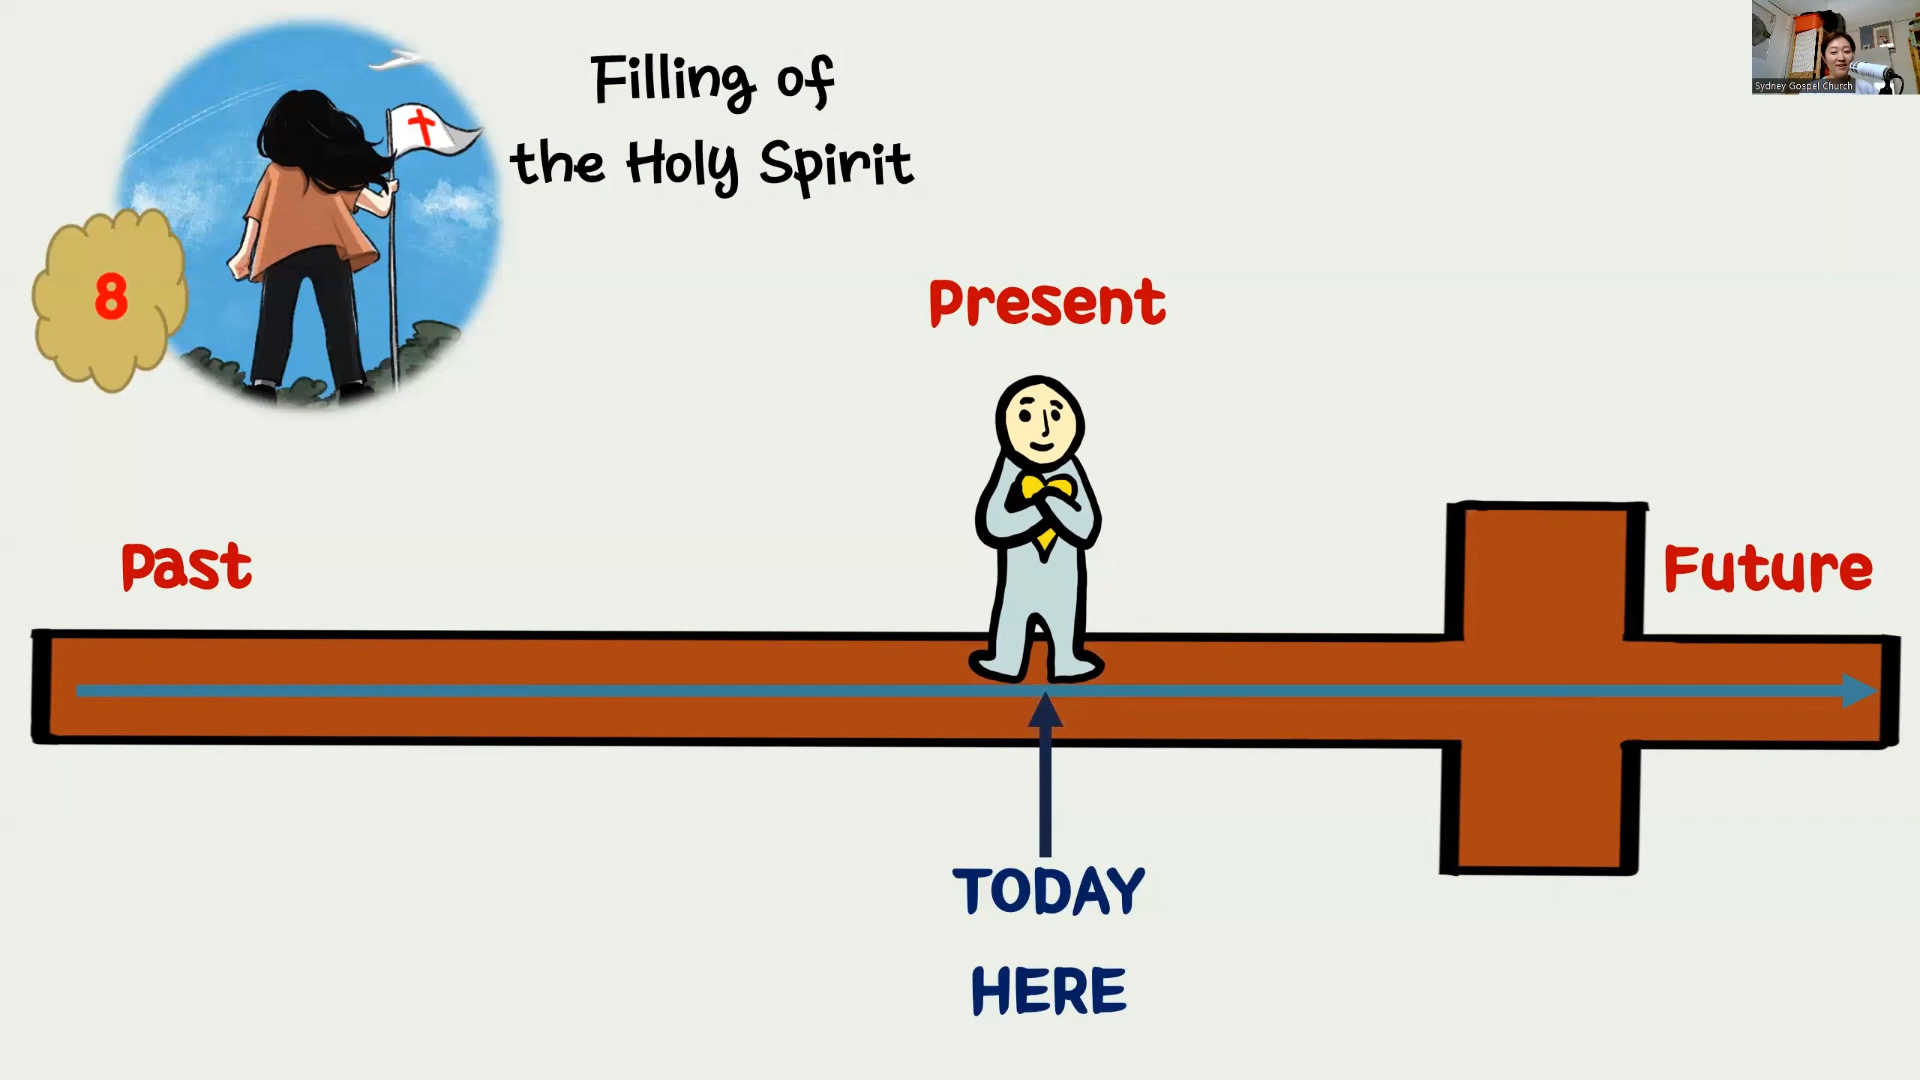 Filling of
the Holy Spirit
8
Sydney Gospel Church
Present
Past
Future
TODAY
HERE